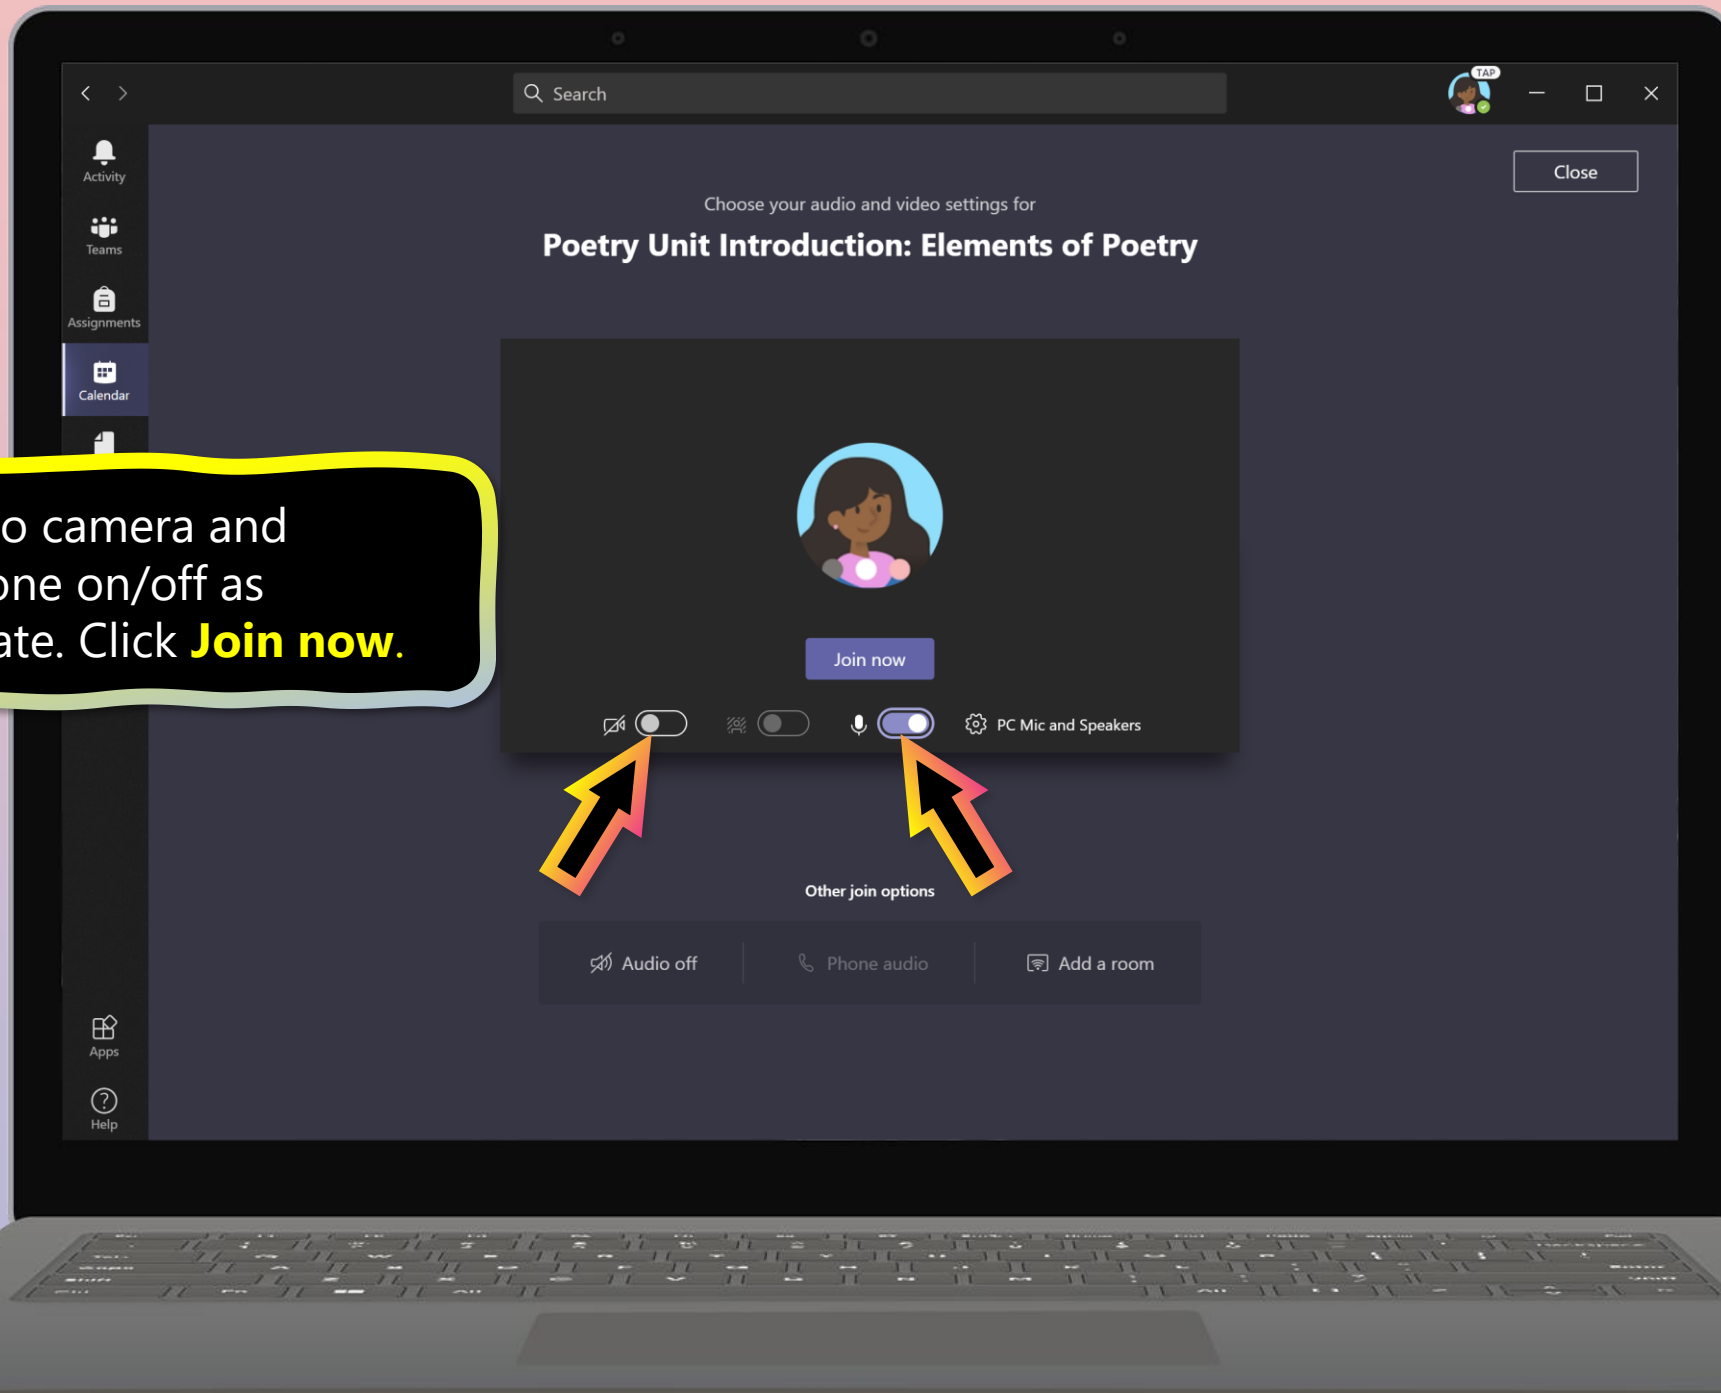 Search
TAP
Activity
Teams
Assignments
Calendar
Close
Choose your audio and video settings for
Poetry Unit Introduction: Elements of Poetry
o camera and
one on/off as
ate. Click Join now.
Join now
PC Mic and Speakers
Other join options
Audio off
Phone audio
Add a room
Apps
Help